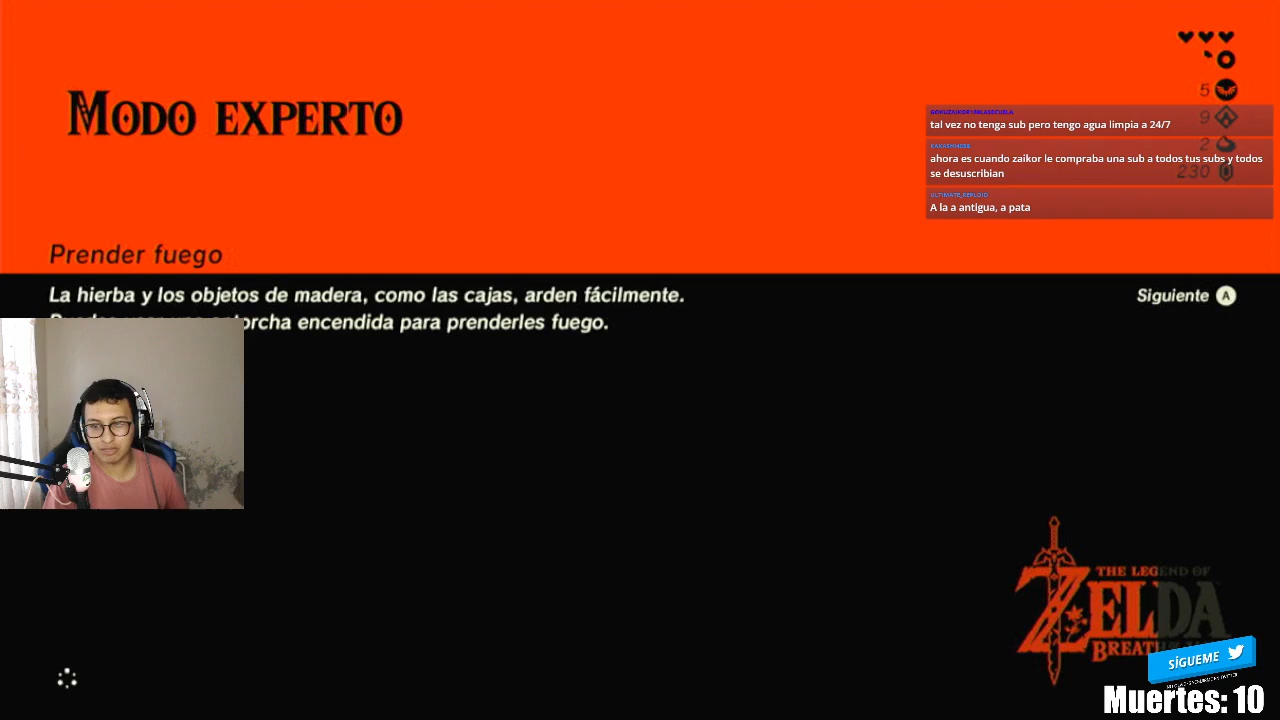 MODO EXPERTO
5
9
2
230
tal vez no tenga sub pero tengo agua limpia a 24/7
ahora es cuando zaikor le compraba una sub a todos tus subs y todos
se desuscribian
ULTIMATE_REPLOID
A la a antigua, a pata
Prender fuego
La hierba y los objetos de madera, como las cajas, arden fácilmente.
Siguiente A
antorcha encendida para prenderles fuego.
THE LEGEND OF
ZELDA
BREATH
SÍGUEME
Muertes: 10